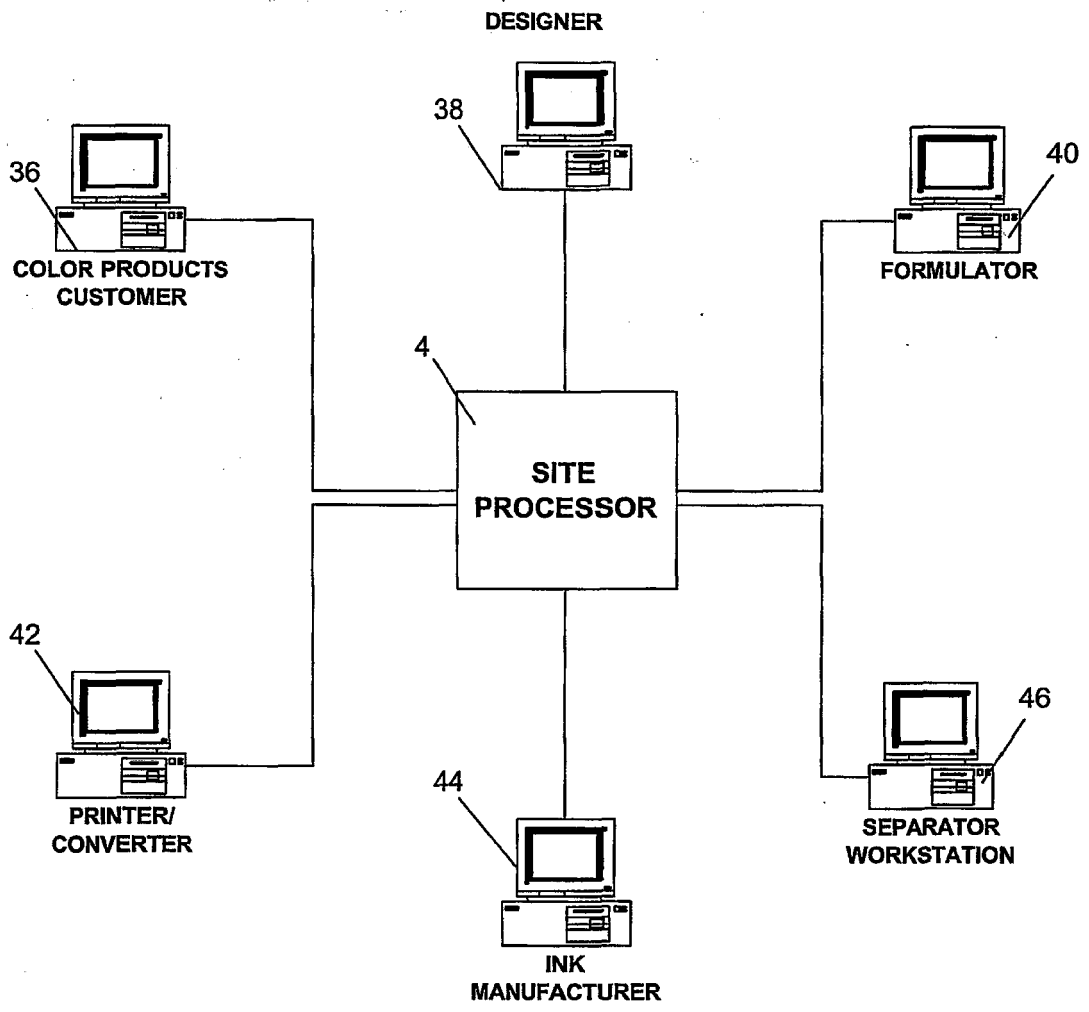 DESIGNER
38
36
40
COLOR PRODUCTS
CUSTOMER
FORMULATOR
4
SITE
PROCESSOR
42
46
44
PRINTER/
CONVERTER
SEPARATOR
WORKSTATION
INK
MANUFACTURER